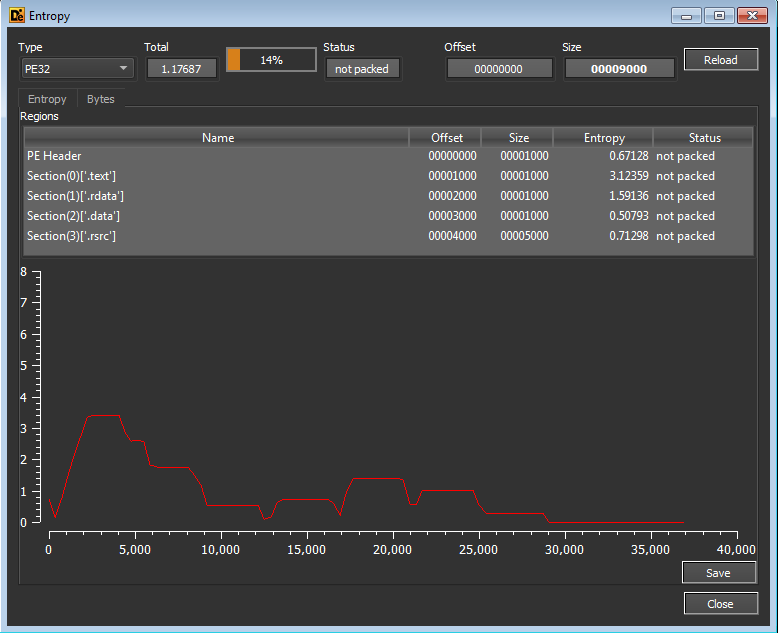 Entropy
Type Total Status Offset Size
PE32 1.17687 14% not packed 00000000 00009000 Reload
Entropy Bytes
Regions
Name Offset Size Entropy Status
PE Header 00000000 00001000 0.67128 not packed
Section(0)['.text'] 00001000 00001000 3.12359 not packed
Section(1)['.rdata'] 00002000 00001000 1.59136 not packed
Section(2)['.data'] 00003000 00001000 0.50793 not packed
Section(3)['.rsrc'] 00004000 00005000 0.71298 not packed
8
7
6
5
4
3
2
1
0
0 5,000 10,000 15,000 20,000 25,000 30,000 35,000 40,000
Save
Close